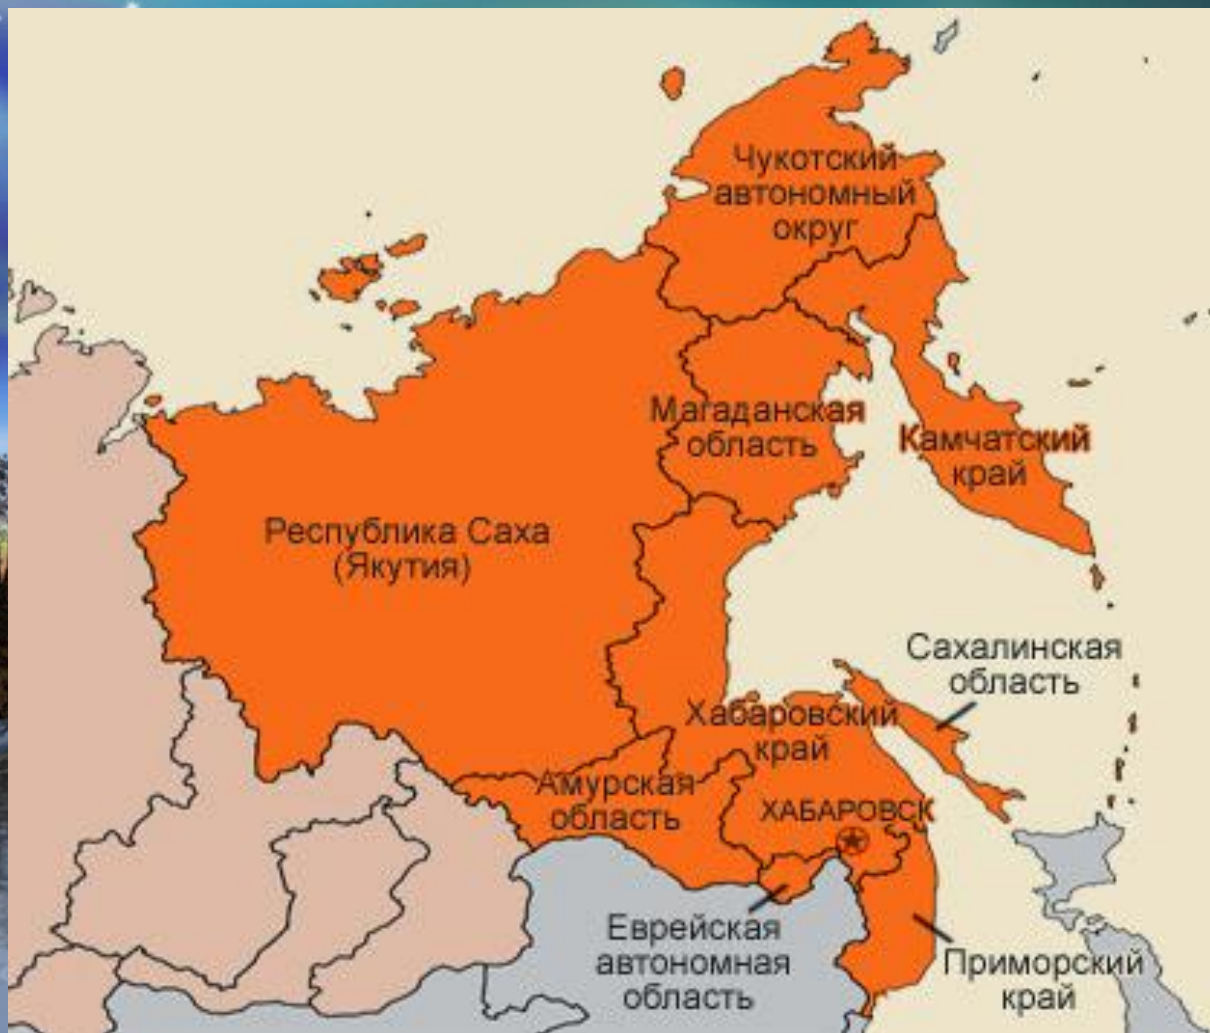 Чукотский
автономный
округ
Магаданская
область
Камчатский
край
Республика Саха
(Якутия)
Сахалинская
область
Хабаровский
край
Амурская
область
ХАБАРОВСК
Еврейская
автономная
область
Приморский
край